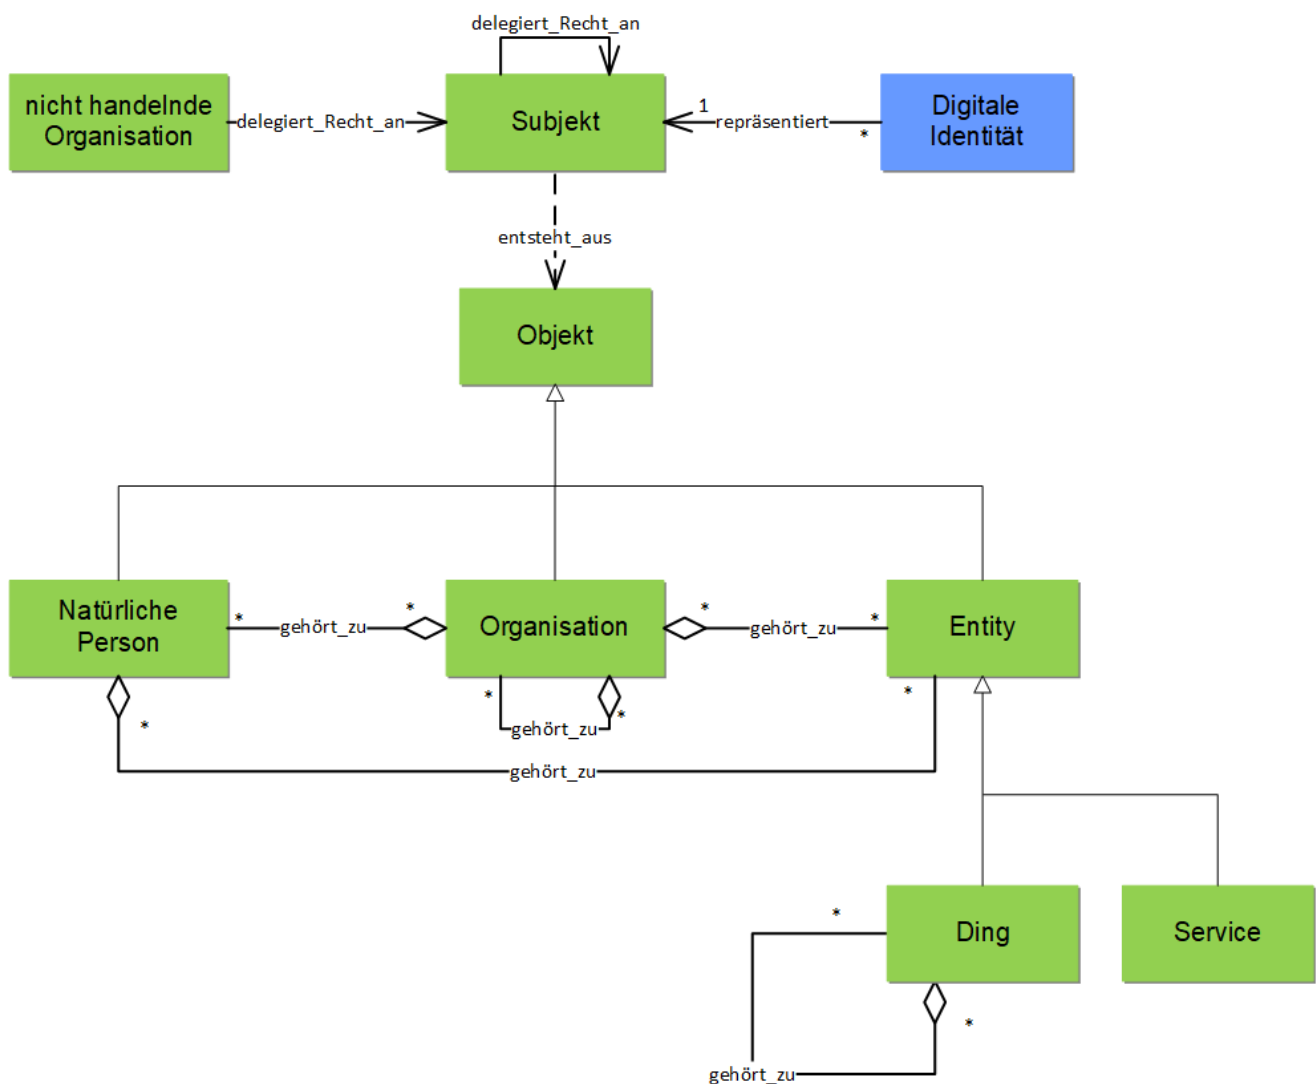 delegiert_Recht_an
nicht handelnde
Organisation
delegiert_Recht_an
Subjekt
1
repräsentiert
*
Digitale
Identität
entsteht_aus
Objekt
Natürliche
Person
*
gehört_zu
*
Organisation
*
gehört_zu
*
Entity
*
*
gehört_zu
*
*
gehört_zu
Ding
Service
*
*
gehört_zu